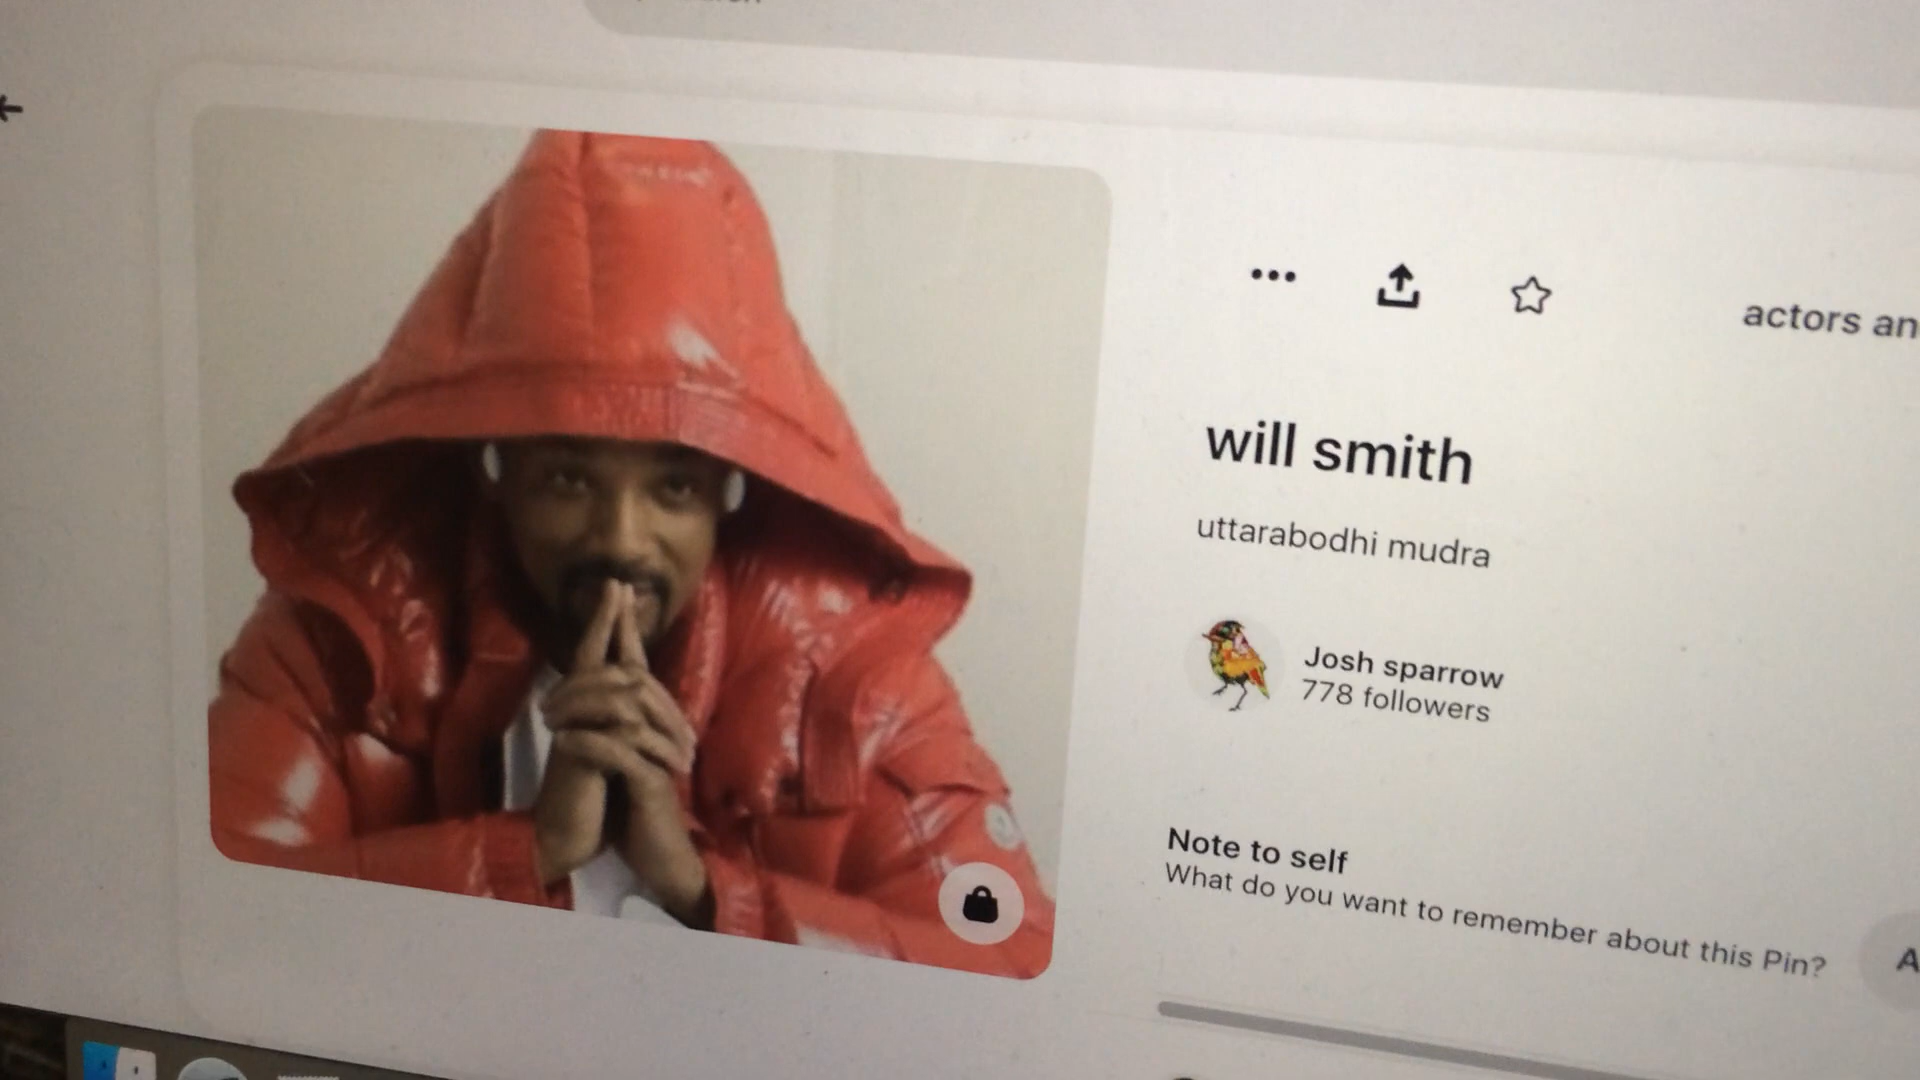 actors an
will smith
uttarabodhi mudra
Josh sparrow
778 followers
Note to self
What do you want to remember about this Pin?
A